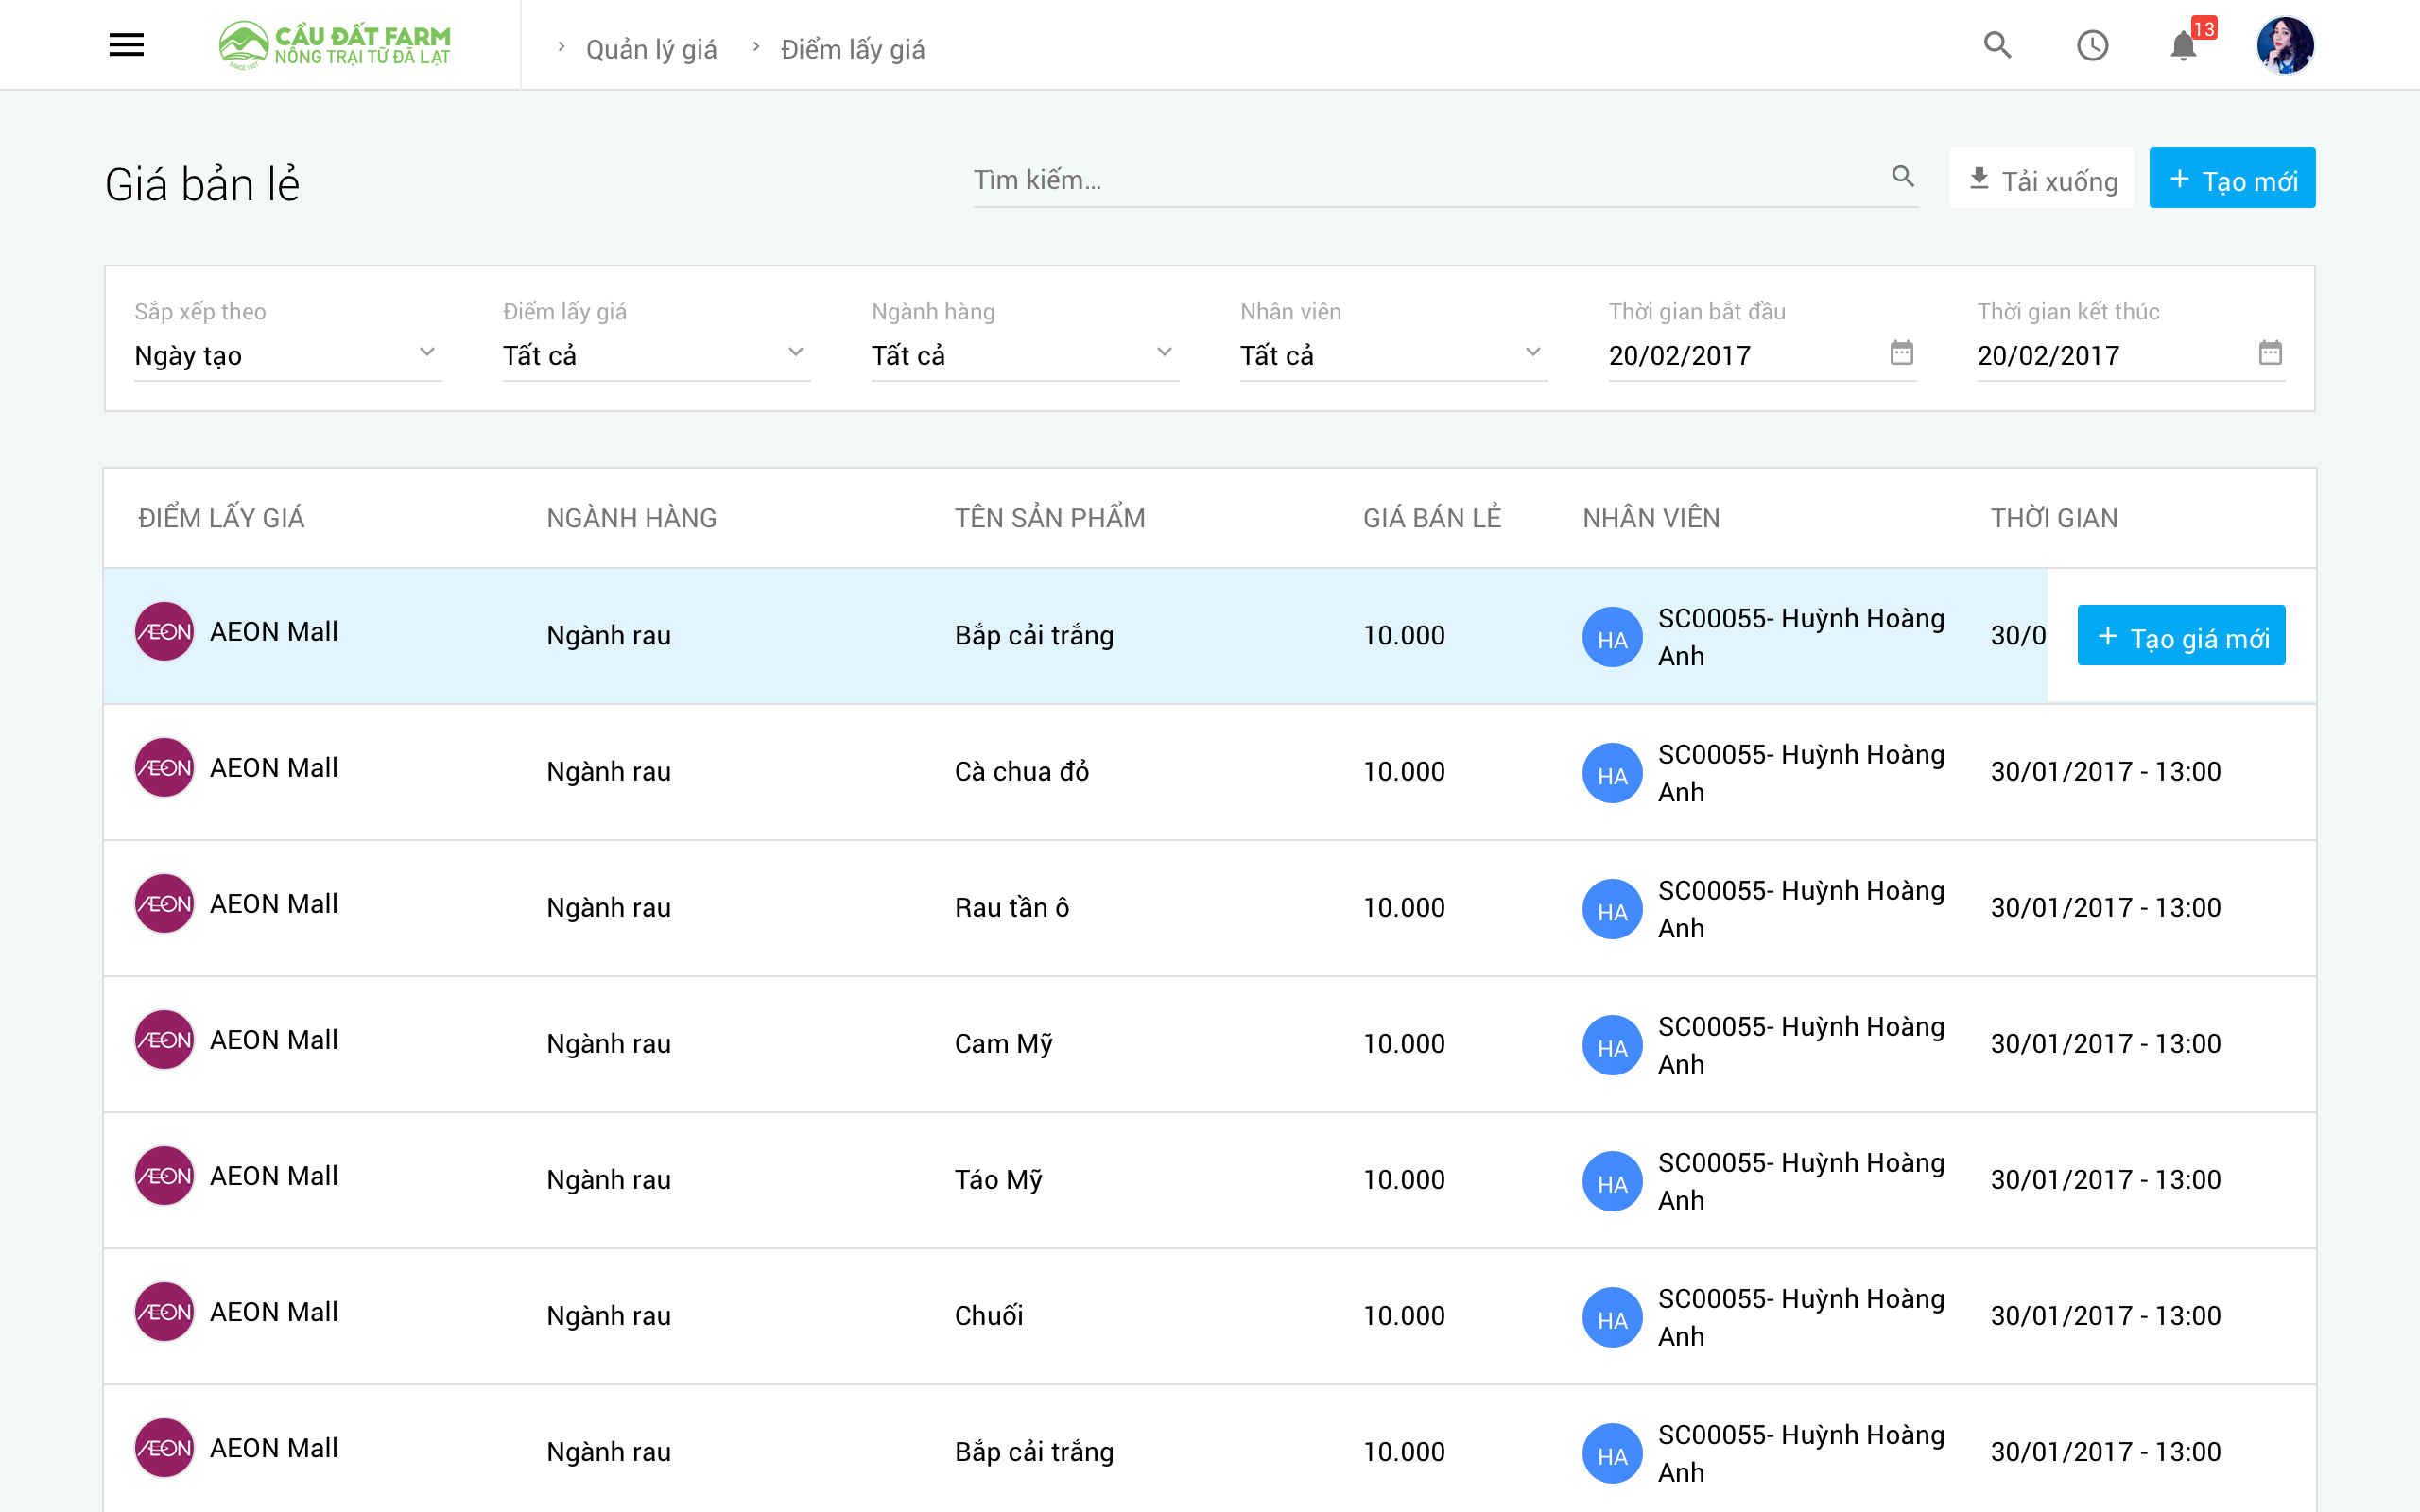 CẦU ĐẤT FARM
NÔNG TRẠI TỪ ĐÀ LẠT
SINCE 1927
Quản lý giá
Điểm lấy giá
13
Giá bản lẻ
Tìm kiếm...
Tải xuống
+ Tạo mới
Sắp xếp theo
Điểm lấy giá
Ngành hàng
Nhân viên
Thời gian bắt đầu
Thời gian kết thúc
Ngày tạo
Tất cả
Tất cả
Tất cả
20/02/2017
20/02/2017
ĐIỂM LẤY GIÁ NGÀNH HÀNG TÊN SẢN PHẨM GIÁ BÁN LẺ NHÂN VIÊN THỜI GIAN
AEON AEON Mall Ngành rau Bắp cải trắng 10.000 HA SC00055- Huỳnh Hoàng 30/0 + Tạo giá mới
Anh
AEON AEON Mall Ngành rau Cà chua đỏ 10.000 HA SC00055- Huỳnh Hoàng 30/01/2017 - 13:00
Anh
AEON AEON Mall Ngành rau Rau tần ô 10.000 HA SC00055- Huỳnh Hoàng 30/01/2017 - 13:00
Anh
AEON AEON Mall Ngành rau Cam Mỹ 10.000 HA SC00055- Huỳnh Hoàng 30/01/2017 - 13:00
Anh
AEON AEON Mall Ngành rau Táo Mỹ 10.000 HA SC00055- Huỳnh Hoàng 30/01/2017 - 13:00
Anh
AEON AEON Mall Ngành rau Chuối 10.000 HA SC00055- Huỳnh Hoàng 30/01/2017 - 13:00
Anh
AEON AEON Mall Ngành rau Bắp cải trắng 10.000 HA SC00055- Huỳnh Hoàng 30/01/2017 - 13:00
Anh